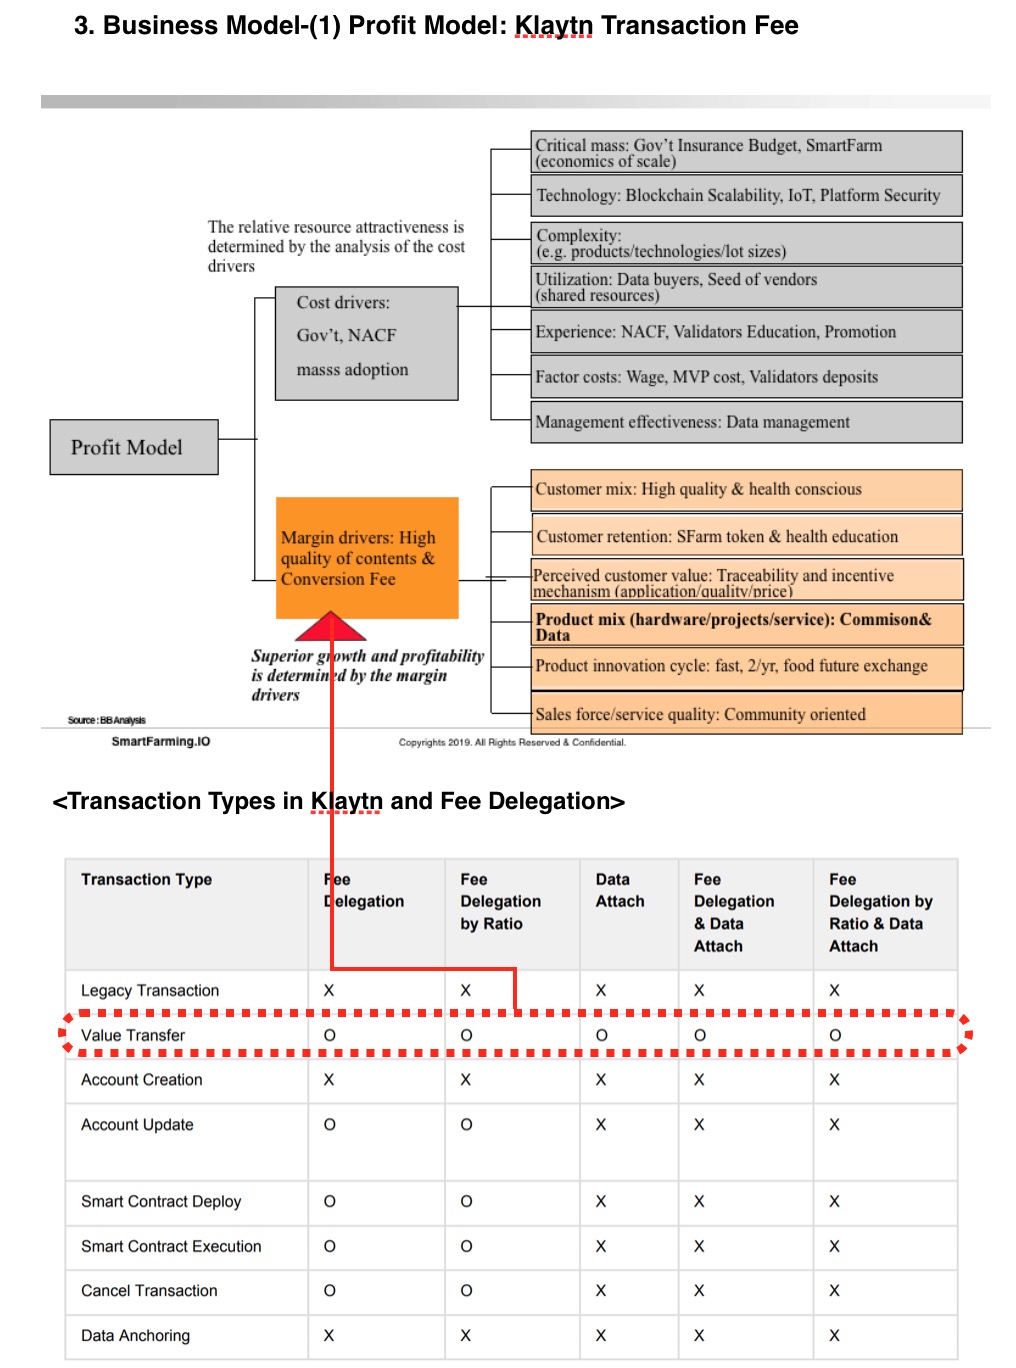 3. Business Model-(1) Profit Model: Klaytn Transaction Fee
Critical mass: Gov't Insurance Budget, SmartFarm
(economics of scale)
Technology: Blockchain Scalability, IoT, Platform Security
The relative resource attractiveness is
determined by the analysis of the cost
drivers
Complexity:
(e.g. products/technologies/lot sizes)
Utilization: Data buyers, Seed of vendors
(shared resources)
Cost drivers:
Gov't, NACF
masss adoption
Experience: NACF, Validators Education, Promotion
Factor costs: Wage, MVP cost, Validators deposits
Management effectiveness: Data management
Profit Model
Customer mix: High quality & health conscious
Customer retention: SFarm token & health education
Margin drivers: High
quality of contents &
Conversion Fee
Perceived customer value: Traceability and incentive
mechanism (application/quality/price)
Product mix (hardware/projects/service): Commison&
Data
Superior growth and profitability
is determined by the margin
drivers
Product innovation cycle: fast, 2/yr, food future exchange
Sales force/service quality: Community oriented
Source : BB Analysis
SmartFarming.IO
Copyrights 2019. All Rights Reserved & Confidential.
<Transaction Types in Klaytn and Fee Delegation>
Transaction Type Fee Delegation Fee Delegation by Ratio Data Attach Fee Delegation & Data Attach Fee Delegation by Ratio & Data Attach
Legacy Transaction X X X X X
Value Transfer O O O O O
Account Creation X X X X X
Account Update O O X X X
Smart Contract Deploy O O X X X
Smart Contract Execution O O X X X
Cancel Transaction O O X X X
Data Anchoring X X X X X